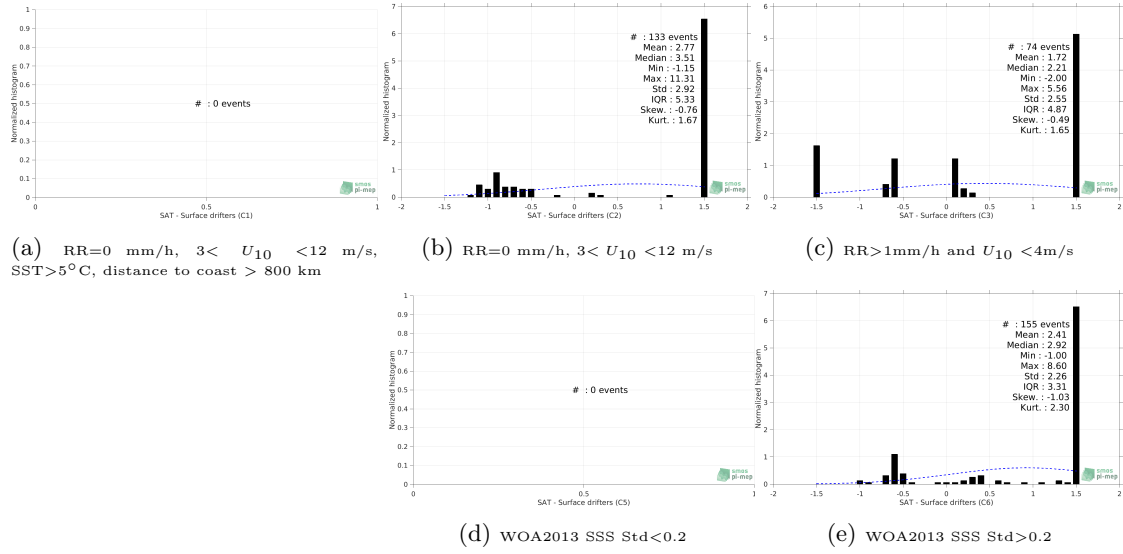 1
0.9
0.8
0.7
0.6
0.5
0.4
0.3
0.2
0.1
0
Normalized histogram
# : 0 events
smos
pi-mep
0 0.5 1
SAT - Surface drifters (C1)
(a) RR=0 mm/h, 3< U10 <12 m/s,
SST>5°C, distance to coast > 800 km
7
6
5
4
3
2
1
0
Normalized histogram
# : 133 events
Mean : 2.77
Median : 3.51
Min : -1.15
Max : 11.31
Std : 2.92
IQR : 5.33
Skew. : -0.76
Kurt. : 1.67
smos
pi-mep
-2 -1.5 -1 -0.5 0 0.5 1 1.5 2
SAT - Surface drifters (C2)
(b) RR=0 mm/h, 3< U10 <12 m/s
6
5
4
3
2
1
0
Normalized histogram
# : 74 events
Mean : 1.72
Median : 2.21
Min : -2.00
Max : 5.56
Std : 2.55
IQR : 4.87
Skew. : -0.49
Kurt. : 1.65
smos
pi-mep
-2 -1.5 -1 -0.5 0 0.5 1 1.5 2
SAT - Surface drifters (C3)
(c) RR>1mm/h and U10 <4m/s
1
0.9
0.8
0.7
0.6
0.5
0.4
0.3
0.2
0.1
0
Normalized histogram
# : 0 events
smos
pi-mep
0 0.5 1
SAT - Surface drifters (C5)
(d) WOA2013 SSS Std<0.2
7
6
5
4
3
2
1
0
Normalized histogram
# : 155 events
Mean : 2.41
Median : 2.92
Min : -1.00
Max : 8.60
Std : 2.26
IQR : 3.31
Skew. : -1.03
Kurt. : 2.30
smos
pi-mep
-2 -1.5 -1 -0.5 0 0.5 1 1.5 2
SAT - Surface drifters (C6)
(e) WOA2013 SSS Std>0.2